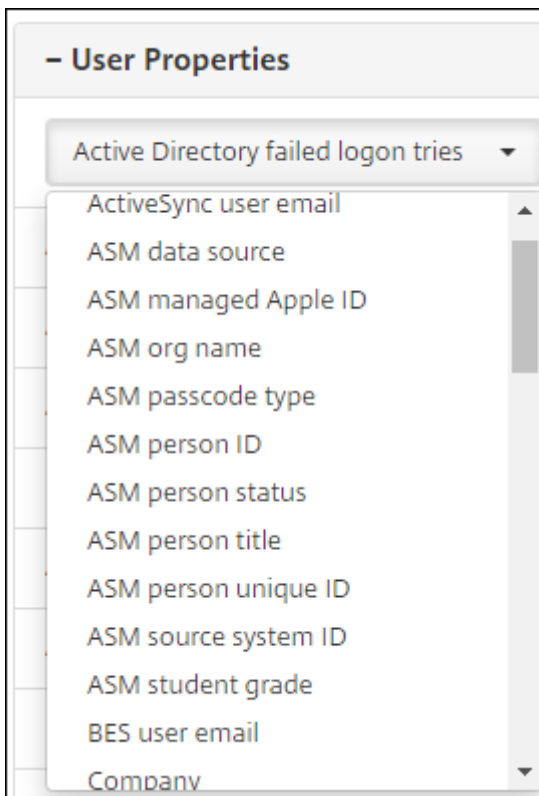 – User Properties
Active Directory failed logon tries
ActiveSync user email
ASM data source
ASM managed Apple ID
ASM org name
ASM passcode type
ASM person ID
ASM person status
ASM person title
ASM person unique ID
ASM source system ID
ASM student grade
BES user email
Company